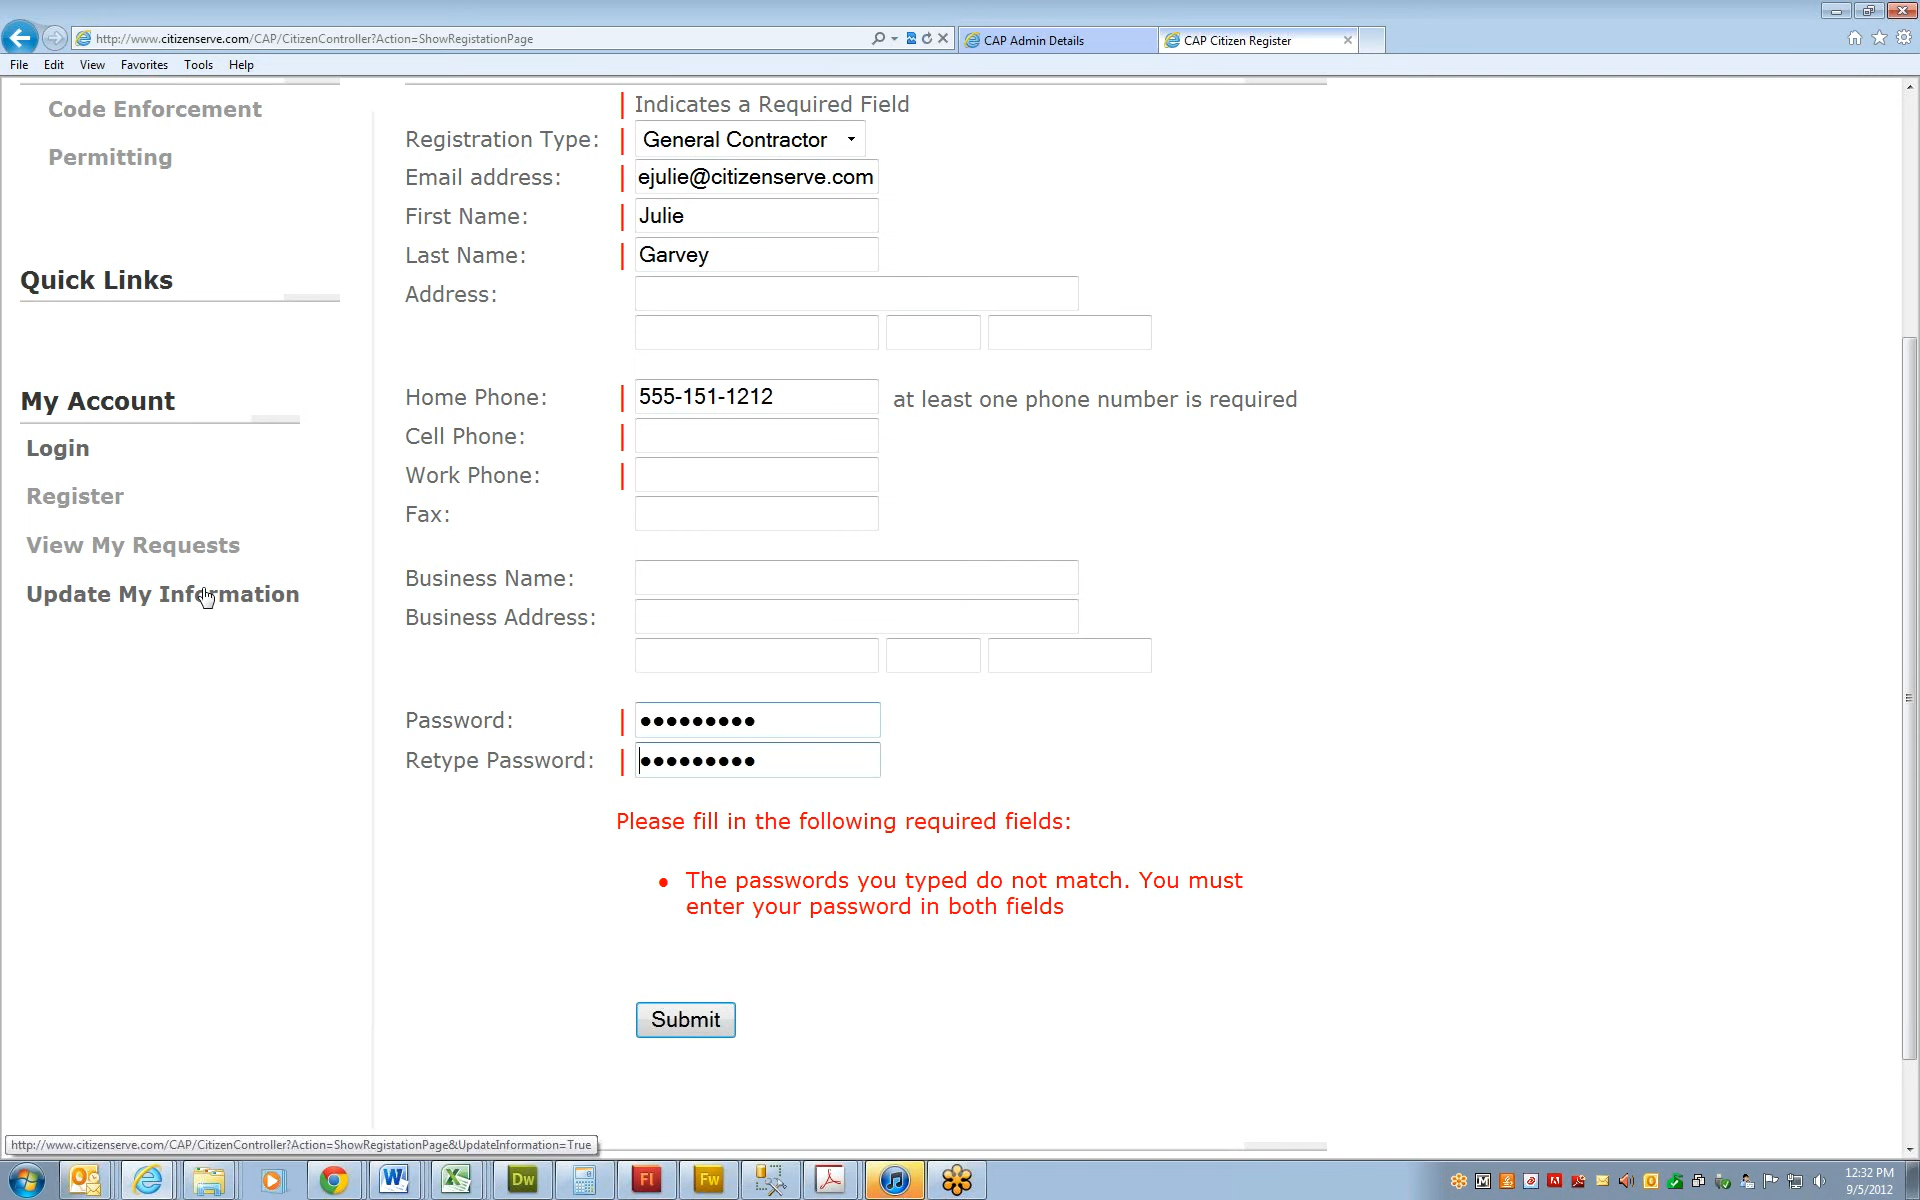 http://www.citizenserve.com/CAP/CitizenController?Action=ShowRegistationPage
CAP Admin Details
CAP Citizen Register
File Edit View Favorites Tools Help
Code Enforcement
Permitting
Quick Links
My Account
Login
Register
View My Requests
Update My Information
Indicates a Required Field
Registration Type: General Contractor
Email address: ejulie@citizenserve.com
First Name: Julie
Last Name: Garvey
Address:
Home Phone: 555-151-1212 at least one phone number is required
Cell Phone:
Work Phone:
Fax:
Business Name:
Business Address:
Password: ●●●●●●●●●
Retype Password: ●●●●●●●●●
Please fill in the following required fields:
• The passwords you typed do not match. You must
enter your password in both fields
Submit
http://www.citizenserve.com/CAP/CitizenController?Action=ShowRegistationPage&UpdateInformation=True
Dw
Fl
Fw
12:32 PM
9/5/2012